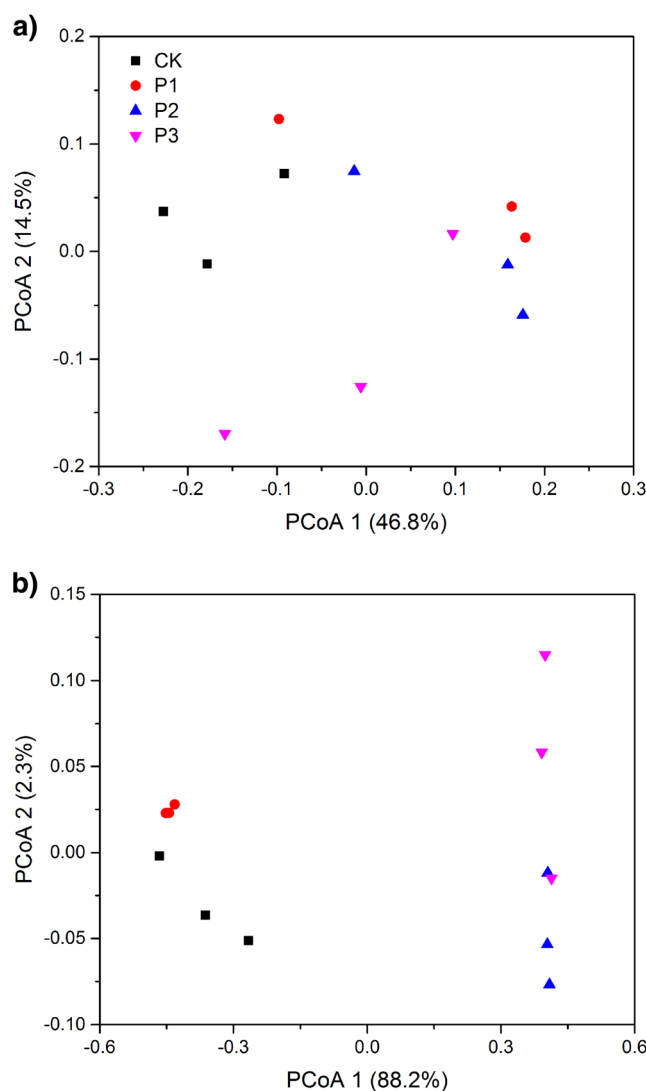 a)
0.2
0.1
0.0
-0.1
-0.2
PCoA 2 (14.5%)
CK
P1
P2
P3
-0.3 -0.2 -0.1 0.0 0.1 0.2 0.3
PCoA 1 (46.8%)
b)
0.15
0.10
0.05
0.00
-0.05
-0.10
PCoA 2 (2.3%)
-0.6 -0.3 0.0 0.3 0.6
PCoA 1 (88.2%)